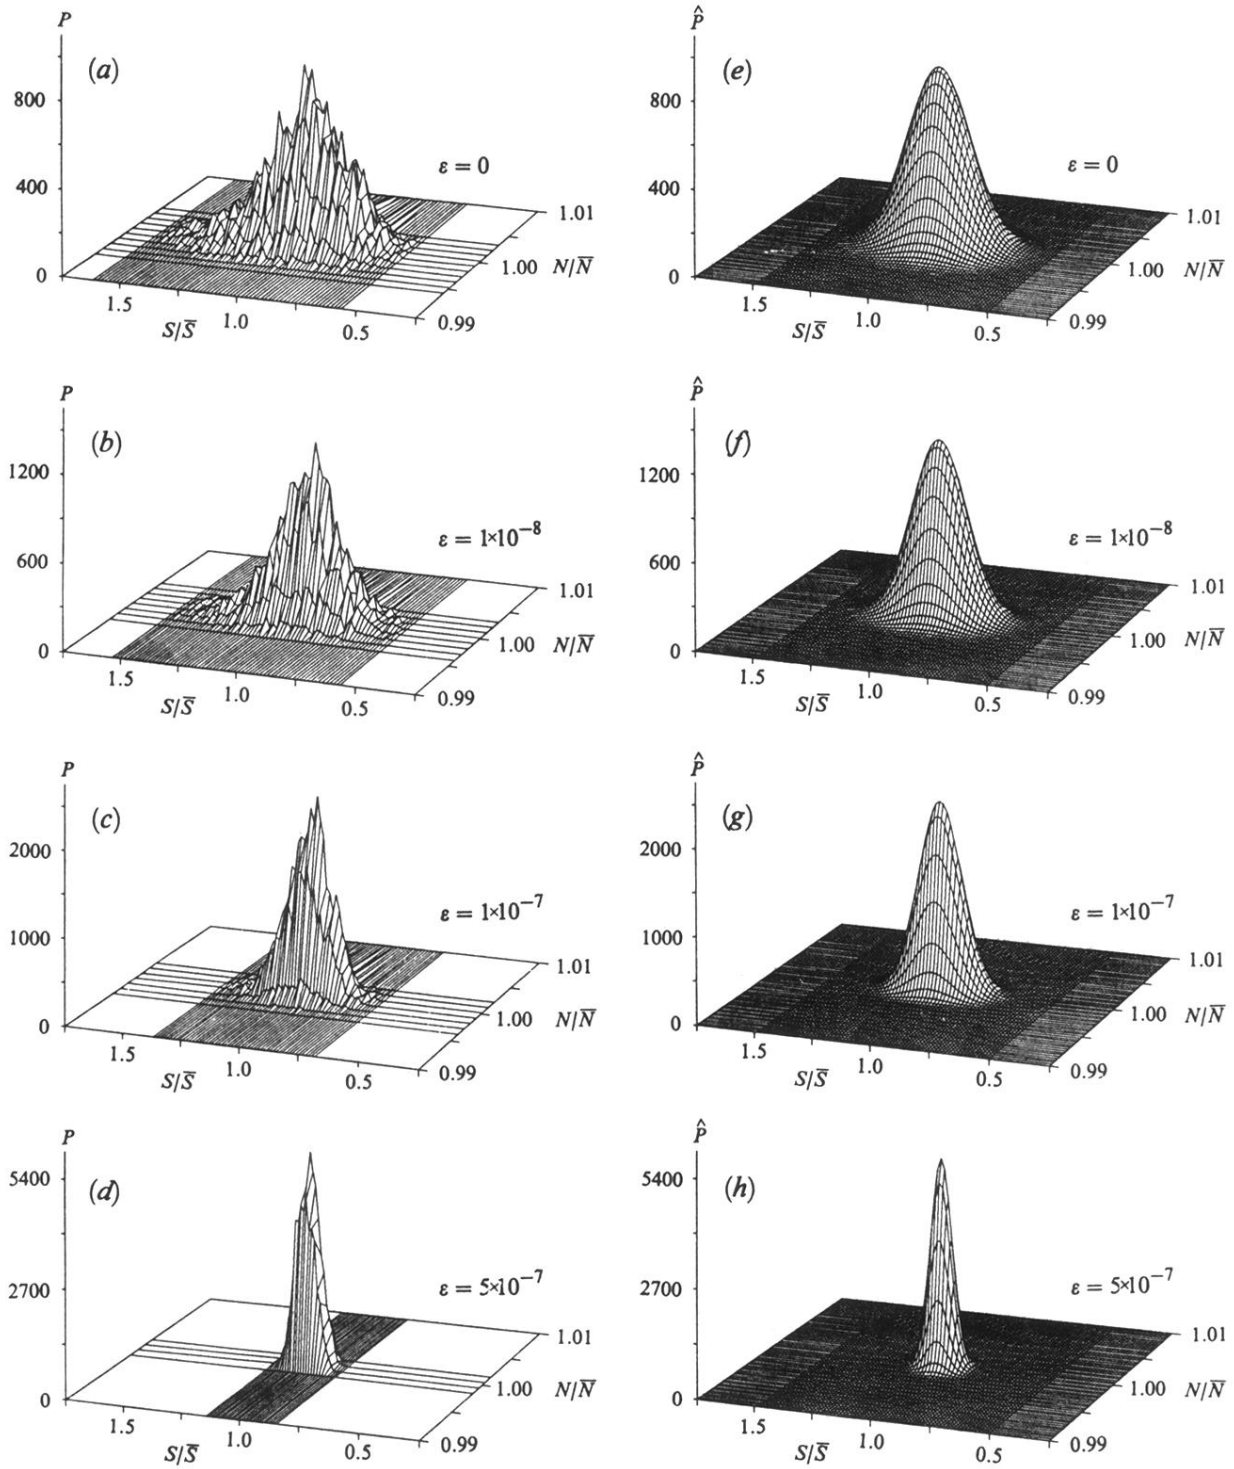 P
(a)
800
400
0
ε = 0
1.01
1.00 N/N̅
0.99
1.5
1.0
0.5
S/S̅
P̂
(e)
800
400
0
ε = 0
1.01
1.00 N/N̅
0.99
1.5
1.0
0.5
S/S̅
P
(b)
1200
600
0
ε = 1×10⁻⁸
1.01
1.00 N/N̅
0.99
1.5
1.0
0.5
S/S̅
P̂
(f)
1200
600
0
ε = 1×10⁻⁸
1.01
1.00 N/N̅
0.99
1.5
1.0
0.5
S/S̅
P
(c)
2000
1000
0
ε = 1×10⁻⁷
1.01
1.00 N/N̅
0.99
1.5
1.0
0.5
S/S̅
P̂
(g)
2000
1000
0
ε = 1×10⁻⁷
1.01
1.00 N/N̅
0.99
1.5
1.0
0.5
S/S̅
P
(d)
5400
2700
0
ε = 5×10⁻⁷
1.01
1.00 N/N̅
0.99
1.5
1.0
0.5
S/S̅
P̂
(h)
5400
2700
0
ε = 5×10⁻⁷
1.01
1.00 N/N̅
0.99
1.5
1.0
0.5
S/S̅